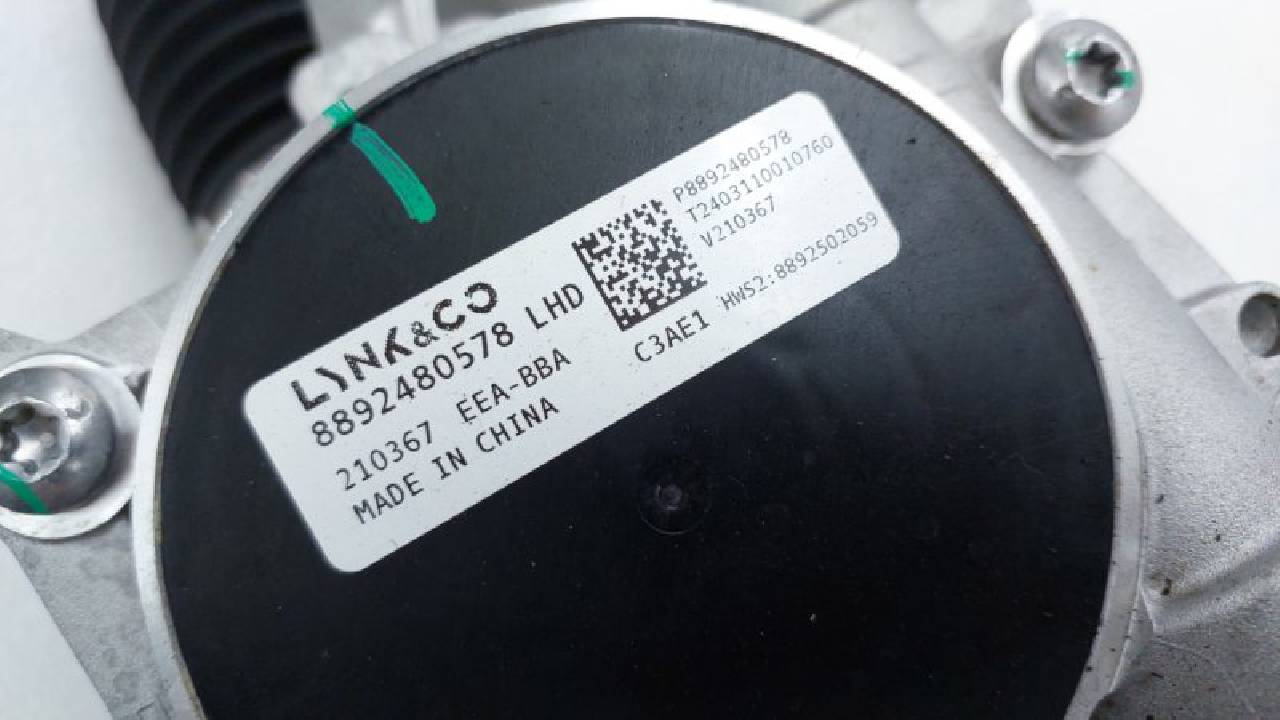 LYNK&CO
8892480578 LHD
210367 EEA-BBA
MADE IN CHINA
P8892480578
T2403110010760
V210367
C3AE1 HWS2:8892502059